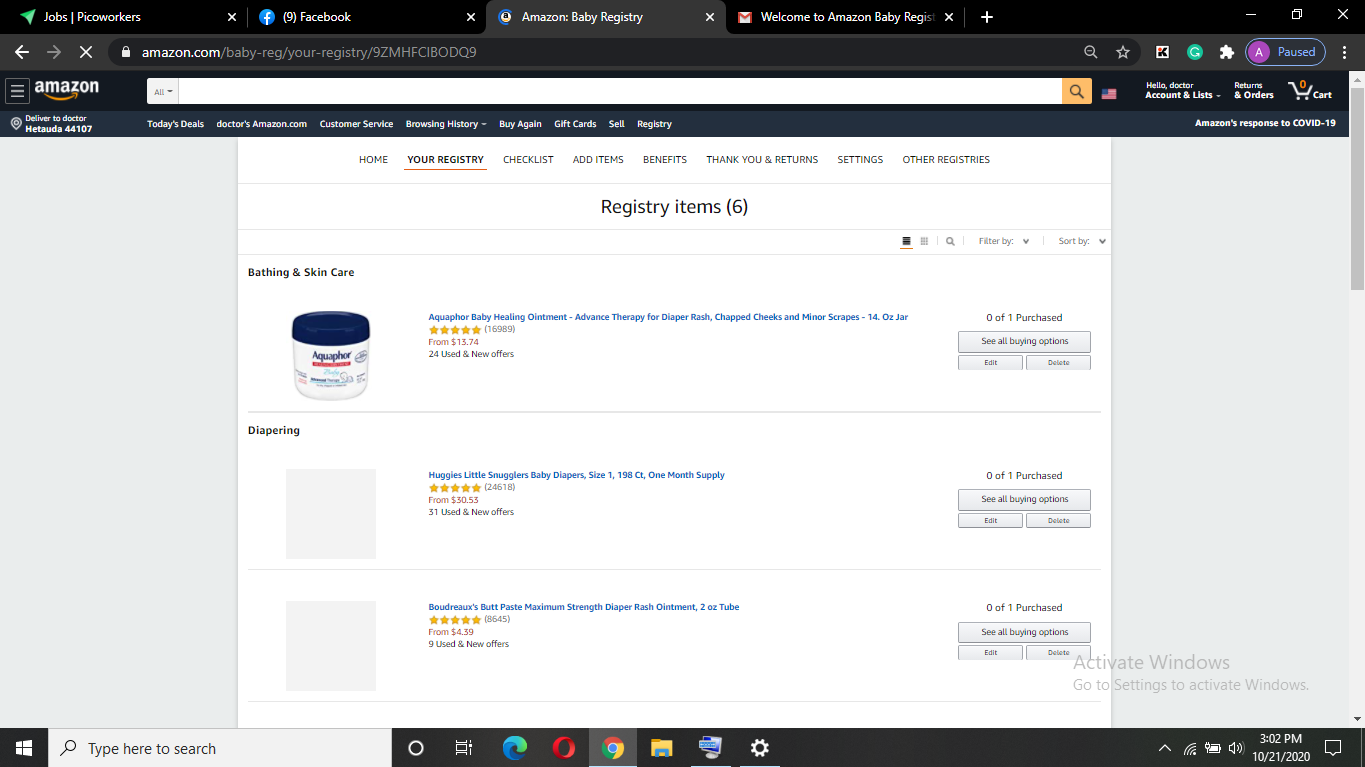 Jobs | Picoworkers
(9) Facebook
Amazon: Baby Registry
Welcome to Amazon Baby Regist
amazon.com/baby-reg/your-registry/9ZMHFCIBODQ9
A Paused
amazon
All
Hello, doctor
Account & Lists
Returns
& Orders
0
Cart
Deliver to doctor
Hetauda 44107
Today's Deals doctor's Amazon.com Customer Service Browsing History Buy Again Gift Cards Sell Registry
Amazon's response to COVID-19
HOME YOUR REGISTRY CHECKLIST ADD ITEMS BENEFITS THANK YOU & RETURNS SETTINGS OTHER REGISTRIES
Registry items (6)
Filter by: Sort by:
Bathing & Skin Care
Aquaphor
Baby
Aquaphor Baby Healing Ointment - Advance Therapy for Diaper Rash, Chapped Cheeks and Minor Scrapes - 14. Oz Jar
(16989)
From $13.74
24 Used & New offers
0 of 1 Purchased
See all buying options
Edit Delete
Diapering
Huggies Little Snugglers Baby Diapers, Size 1, 198 Ct, One Month Supply
(24618)
From $30.53
31 Used & New offers
0 of 1 Purchased
See all buying options
Edit Delete
Boudreaux's Butt Paste Maximum Strength Diaper Rash Ointment, 2 oz Tube
(8645)
From $4.39
9 Used & New offers
0 of 1 Purchased
See all buying options
Edit Delete
Activate Windows
Go to Settings to activate Windows.
Type here to search
3:02 PM
10/21/2020